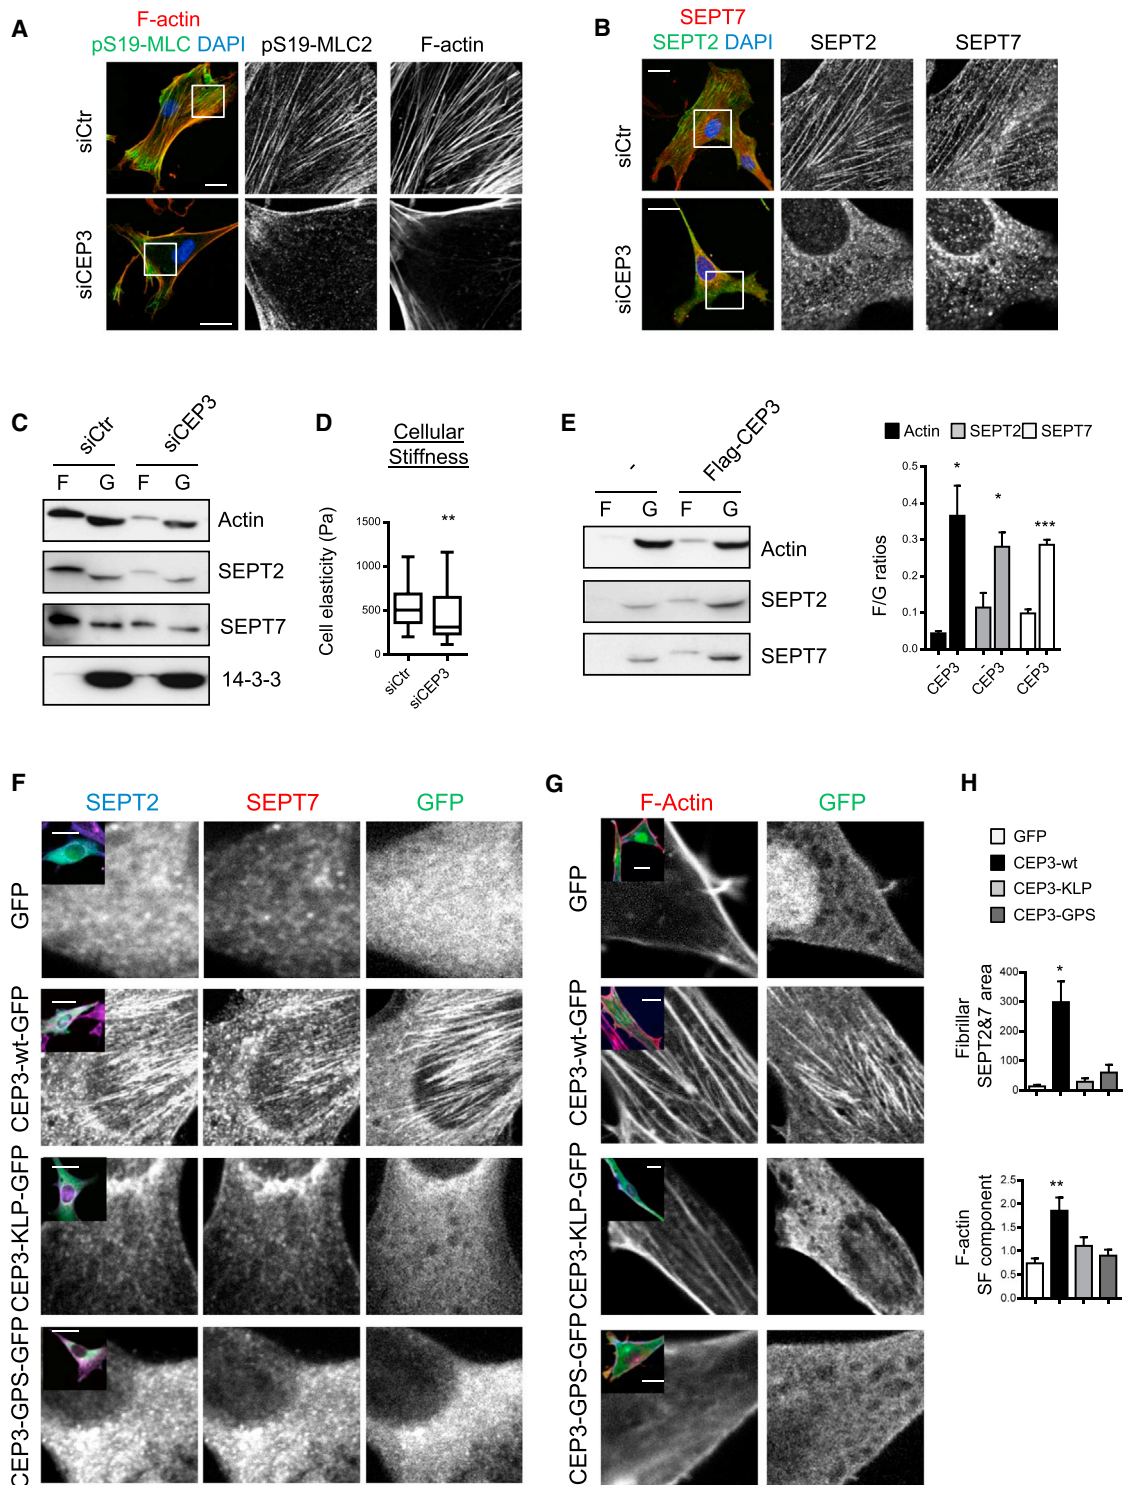 A
F-actin
pS19-MLC DAPI
pS19-MLC2
F-actin
siCtr
siCEP3
B
SEPT7
SEPT2 DAPI
SEPT2
SEPT7
siCtr
siCEP3
C
siCtr
siCEP3
F
G
F
G
Actin
SEPT2
SEPT7
14-3-3
D
Cellular
Stiffness
**
Cell elasticity (Pa)
1500
1000
500
0
siCtr
siCEP3
E
-
Flag-CEP3
F
G
F
G
Actin
SEPT2
SEPT7
Actin
SEPT2
SEPT7
F/G ratios
0.5
0.4
0.3
0.2
0.1
0.0
*
*
***
-
CEP3
-
CEP3
-
CEP3
F
SEPT2
SEPT7
GFP
GFP
CEP3-wt-GFP
CEP3-KLP-GFP
CEP3-GPS-GFP
G
F-Actin
GFP
GFP
CEP3-wt-GFP
CEP3-KLP-GFP
CEP3-GPS-GFP
H
GFP
CEP3-wt
CEP3-KLP
CEP3-GPS
Fibrillar
SEPT2&7 area
400
300
200
100
0
*
F-actin
SF component
2.5
2.0
1.5
1.0
0.5
0.0
**